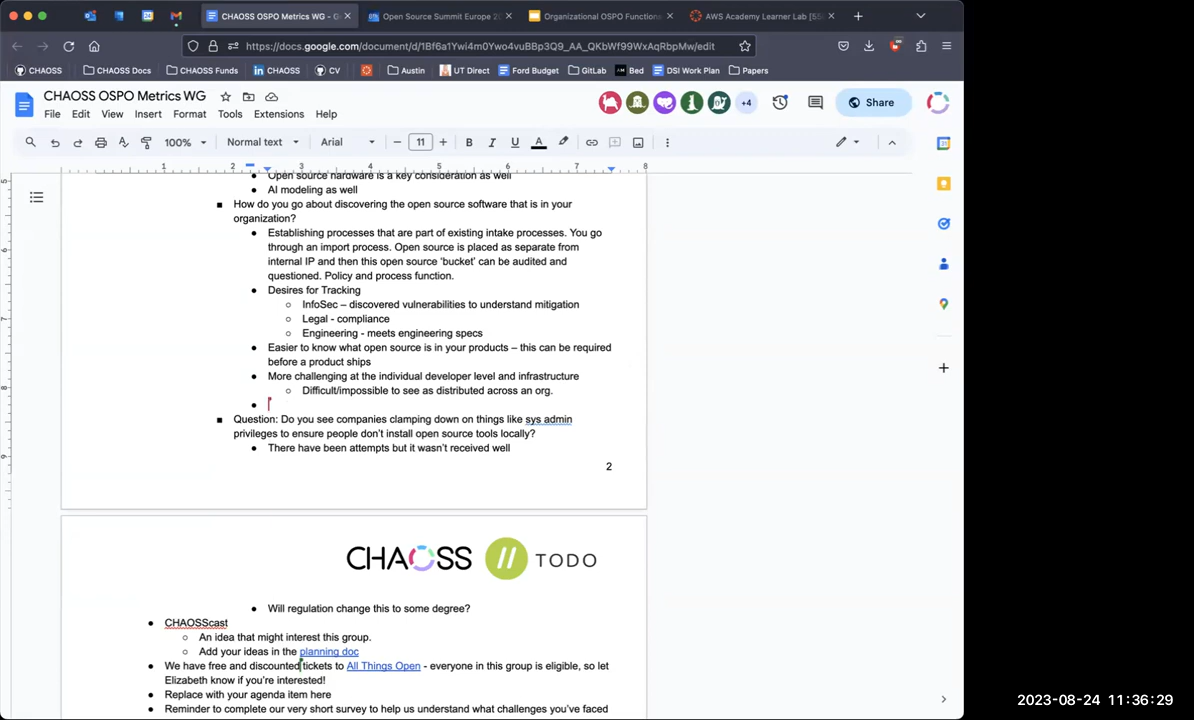 CHAOSS OSPO Metrics WG - G
Open Source Summit Europe 20
Organizational OSPO Functions
AWS Academy Learner Lab [55
https://docs.google.com/document/d/1Bf6a1Ywi4m0Ywo4vuBBp3Q9_AA_QKbWf99WxAqRbpMw/edit
CHAOSS
CHAOSS Docs
CHAOSS Funds
CHAOSS
CV
Austin
UT Direct
Ford Budget
GitLab
Bed
DSI Work Plan
Papers
CHAOSS OSPO Metrics WG
File Edit View Insert Format Tools Extensions Help
+4
Share
100% Normal text Arial 11 B I U A
1 2 3 4 5 6 7 8
Open source hardware is a key consideration as well
AI modeling as well
How do you go about discovering the open source software that is in your
organization?
Establishing processes that are part of existing intake processes. You go
through an import process. Open source is placed as separate from
internal IP and then this open source 'bucket' can be audited and
questioned. Policy and process function.
Desires for Tracking
InfoSec – discovered vulnerabilities to understand mitigation
Legal - compliance
Engineering - meets engineering specs
Easier to know what open source is in your products – this can be required
before a product ships
More challenging at the individual developer level and infrastructure
Difficult/impossible to see as distributed across an org.
Question: Do you see companies clamping down on things like sys admin
privileges to ensure people don't install open source tools locally?
There have been attempts but it wasn't received well
2
CHAOSS // TODO
Will regulation change this to some degree?
CHAOSScast
An idea that might interest this group.
Add your ideas in the planning doc
We have free and discounted tickets to All Things Open - everyone in this group is eligible, so let
Elizabeth know if you're interested!
Replace with your agenda item here
Reminder to complete our very short survey to help us understand what challenges you've faced
2023-08-24 11:36:29